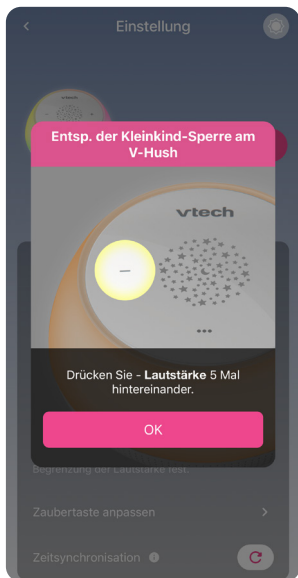 Einstellung
vtech
Entsp. der Kleinkind-Sperre am
V-Hush
vtech
Drücken Sie - Lautstärke 5 Mal
hintereinander.
OK
Begrenzung der Lautstärke fest.
Zaubertaste anpassen
Zeitsynchronisation